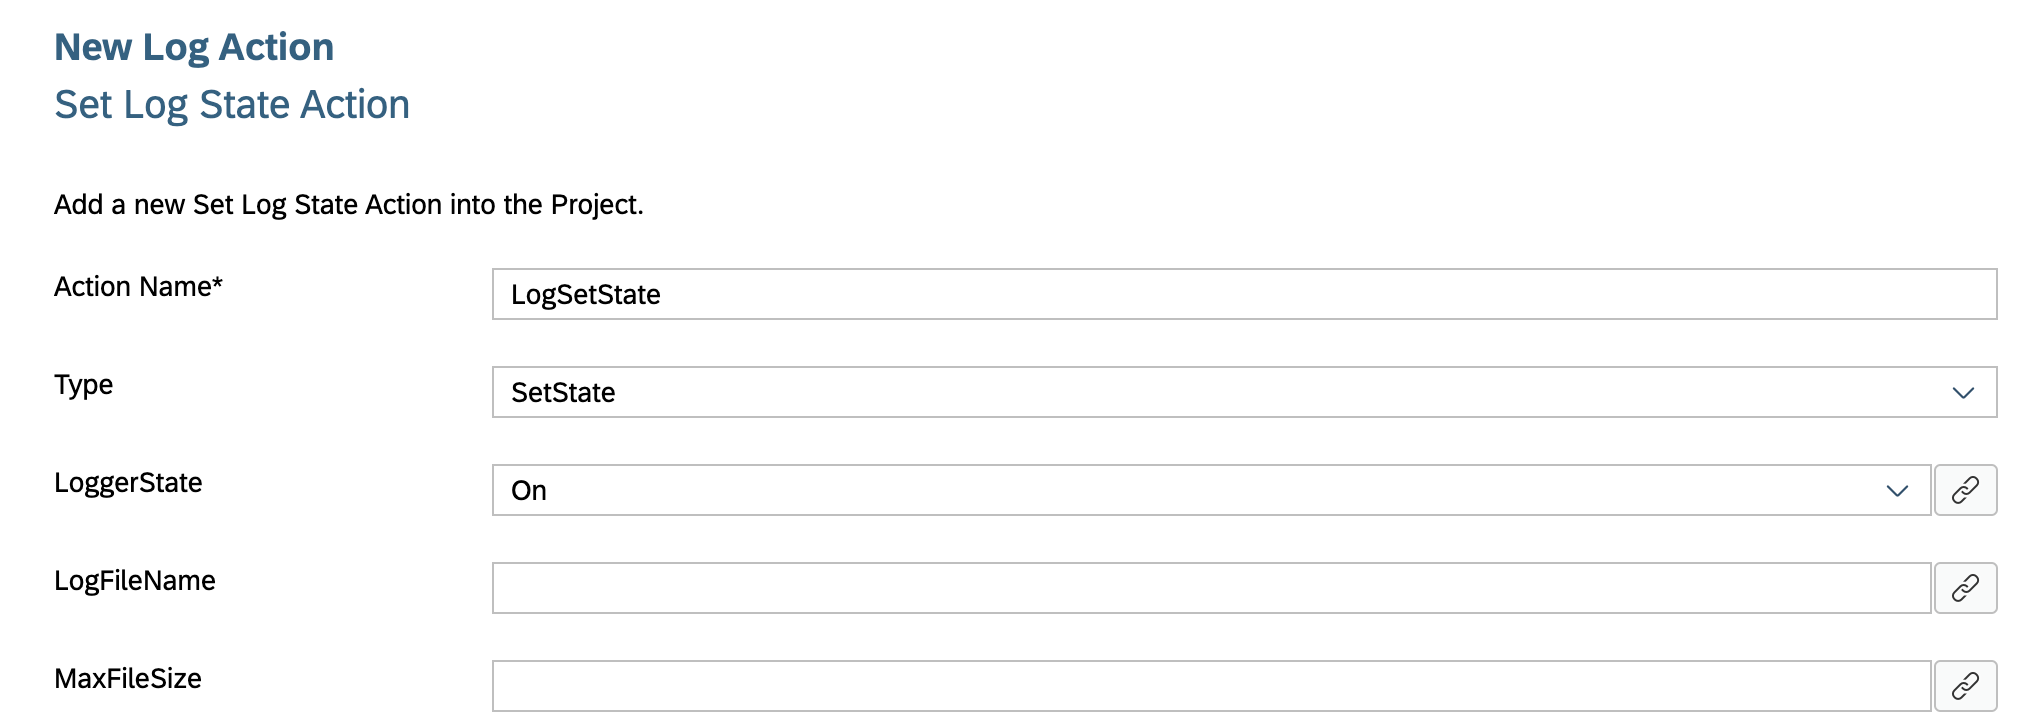 New Log Action
Set Log State Action
Add a new Set Log State Action into the Project.
Action Name*
LogSetState
Type
SetState
LoggerState
On
LogFileName
MaxFileSize